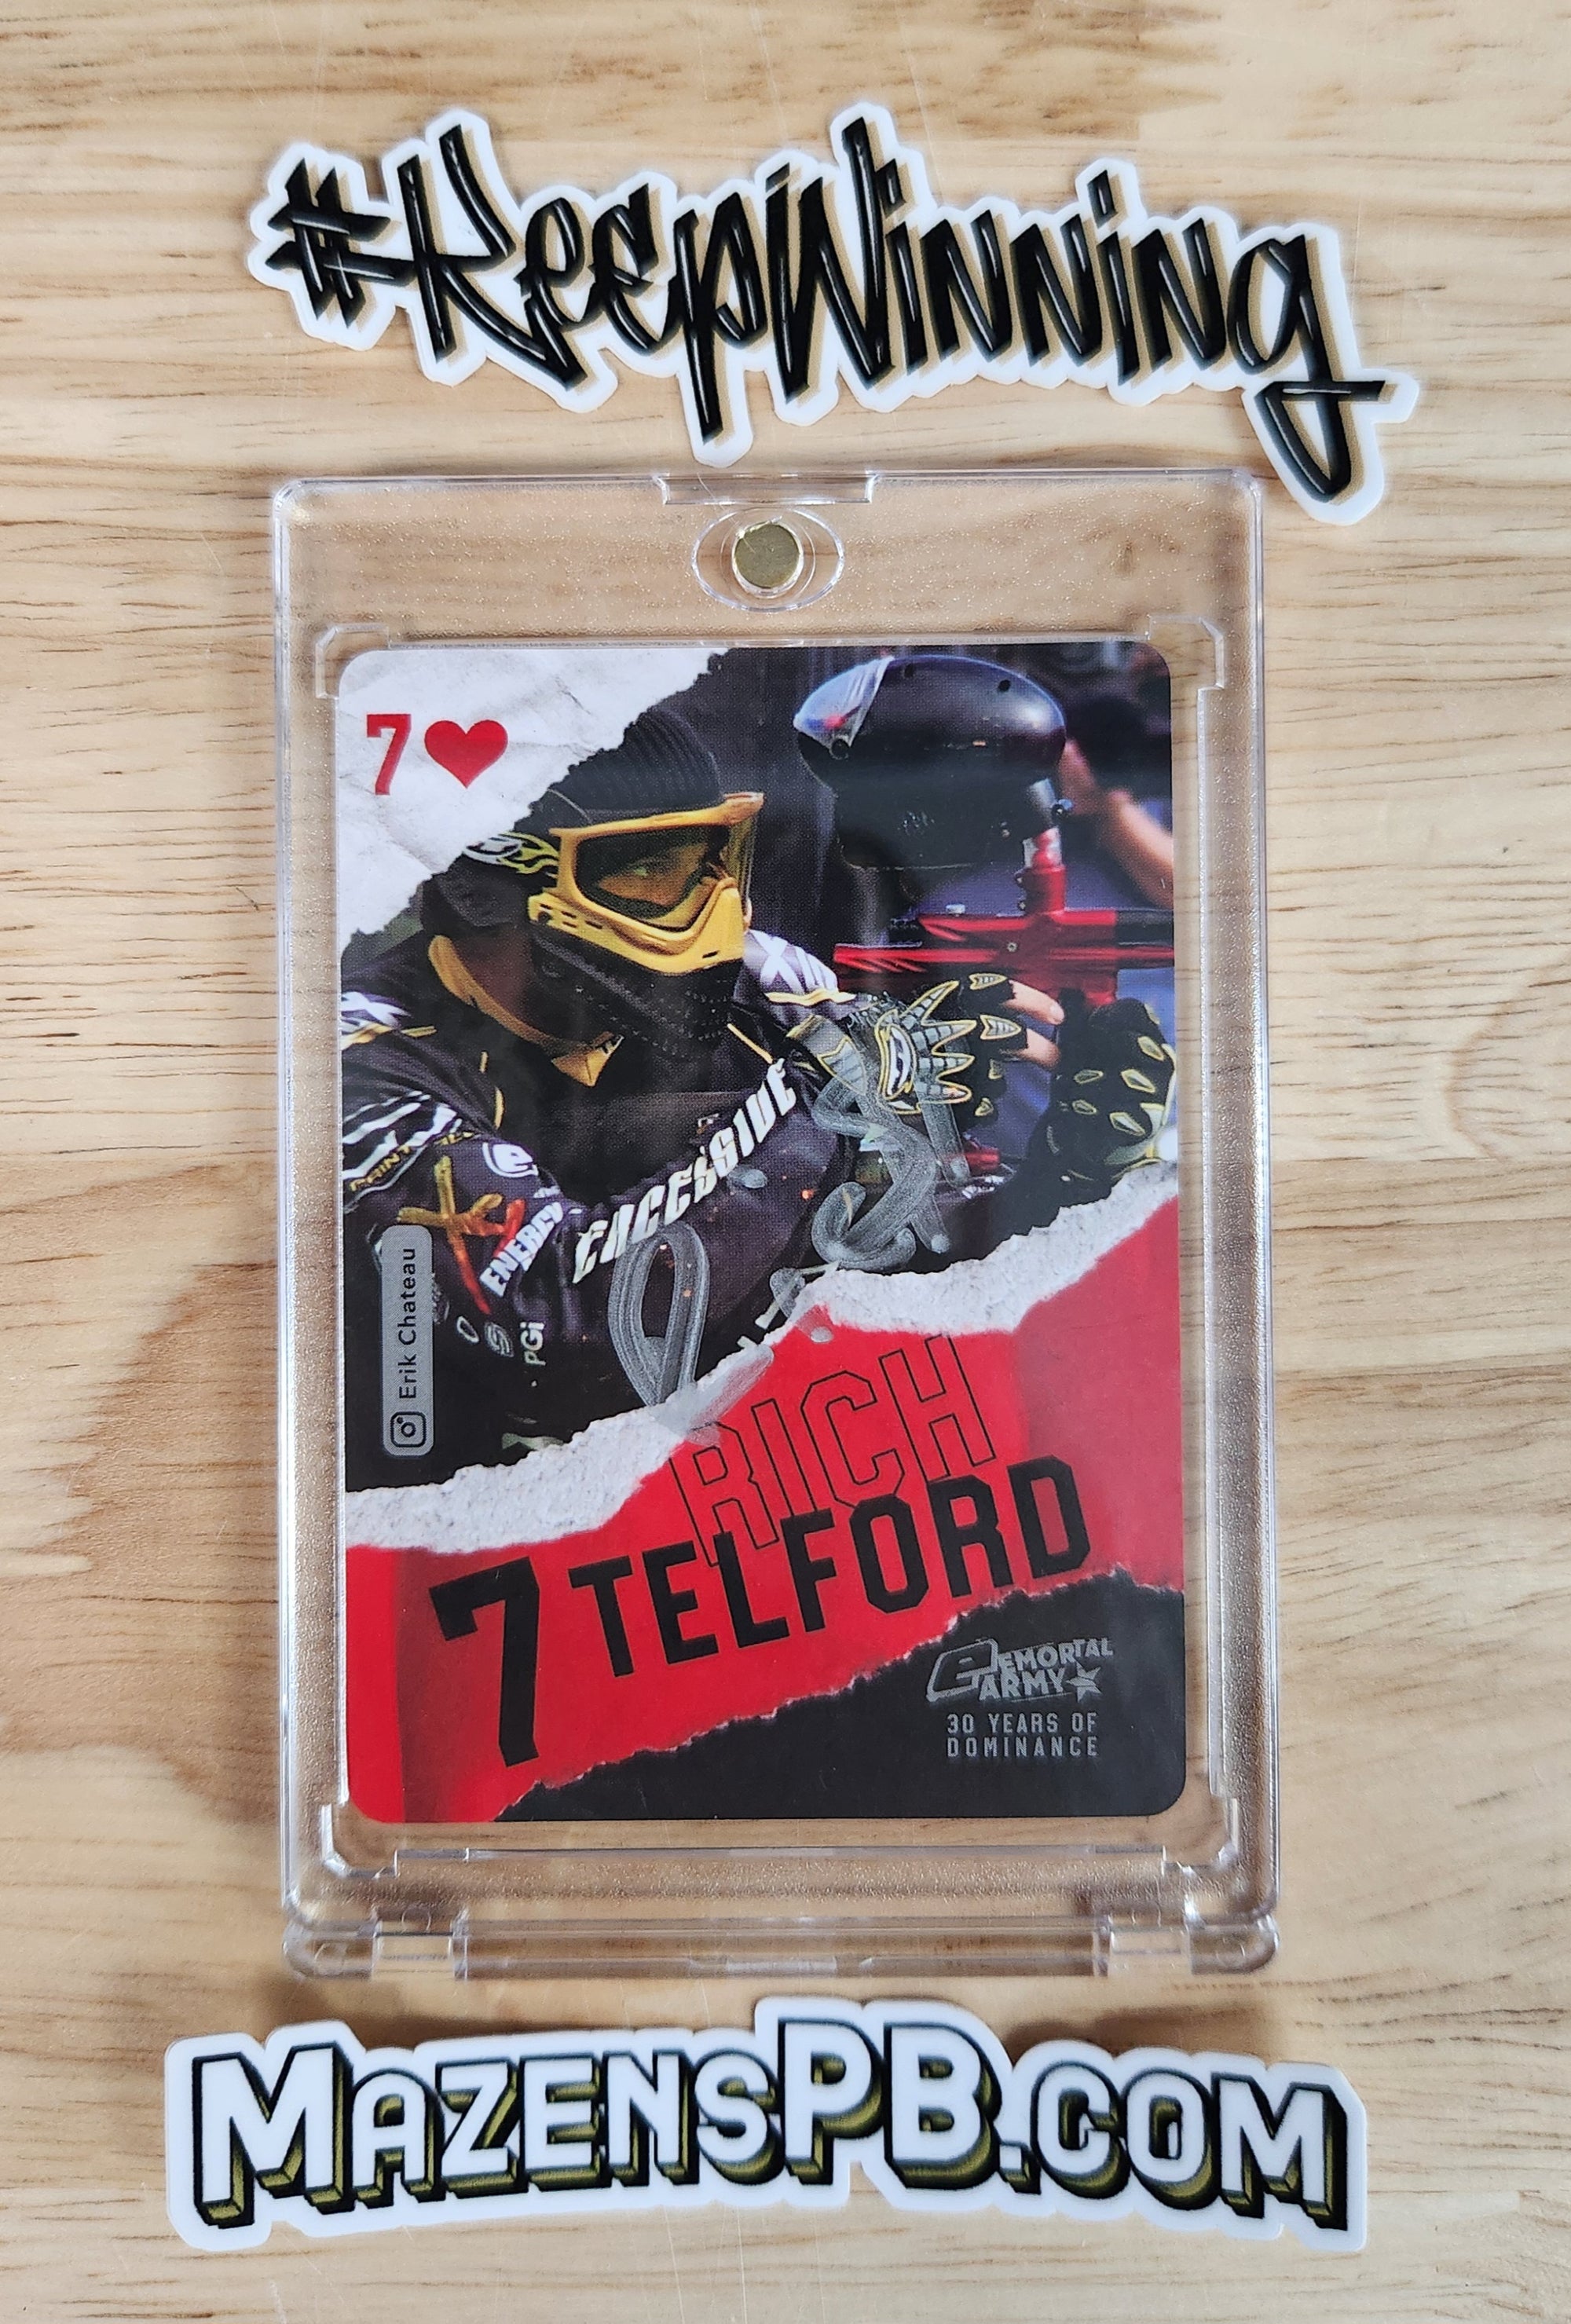 #KeepWinning
7♥
EXCESSIVE
ENERGY
PGi
Erik Chateau
RICH
7 TELFORD
EMORTAL
ARMY
30 YEARS OF
DOMINANCE
MAZENSPB.COM